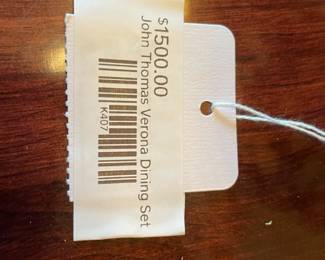 $1500.00
John Thomas Verona Dining Set
K407